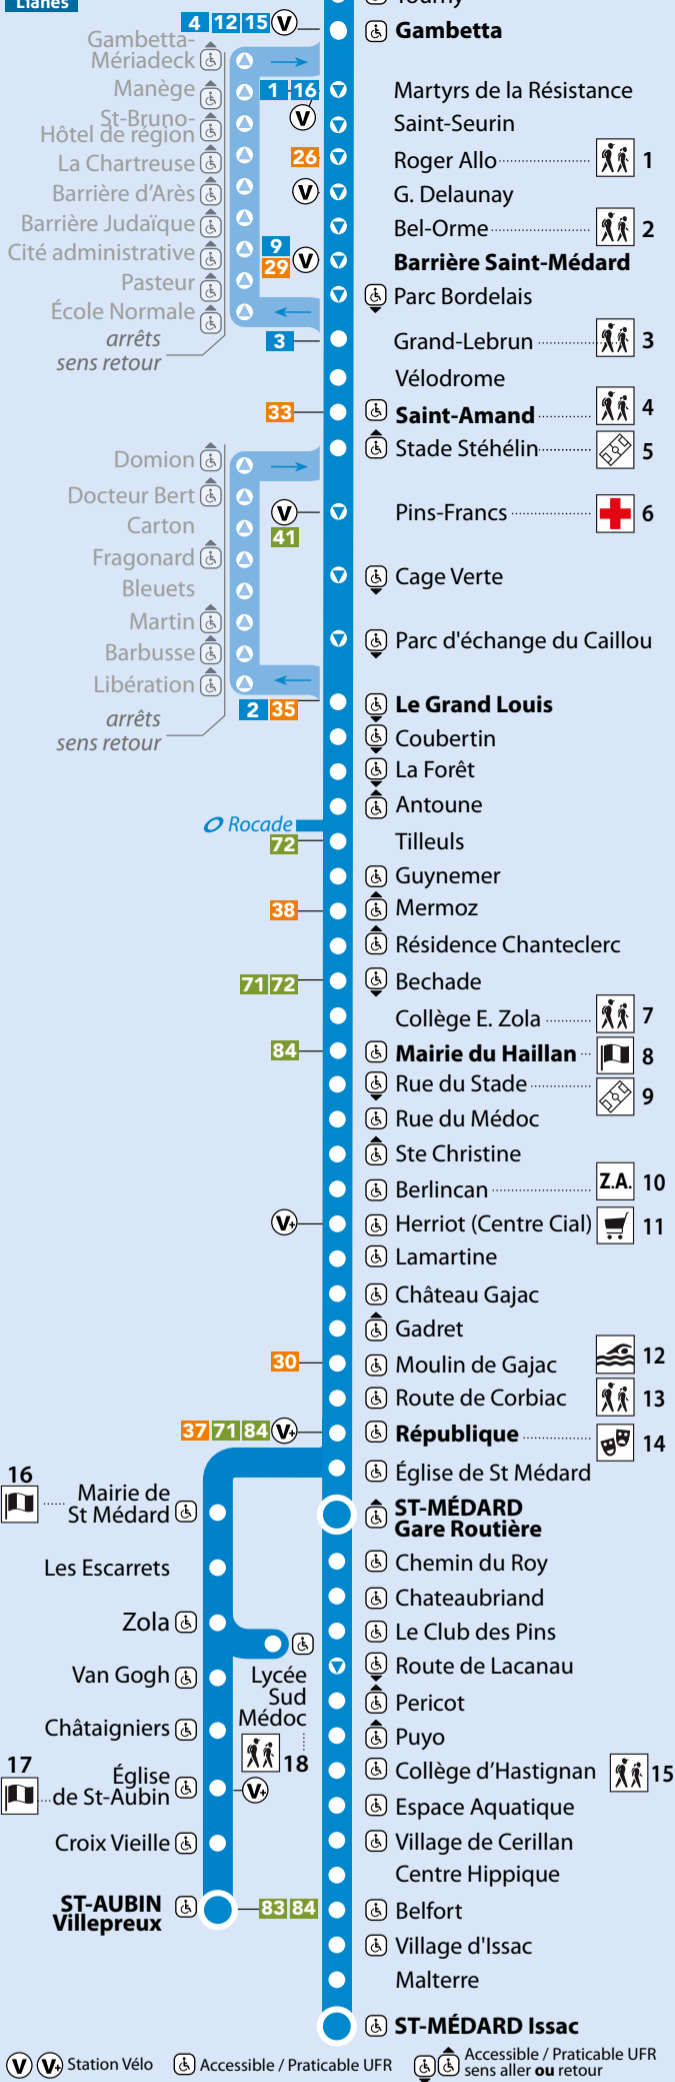 Lianes
Tourny
4 12 15 V
Gambetta
Gambetta-
Mériadeck
Manège
St-Bruno-
Hôtel de région
La Chartreuse
Barrière d'Arès
Barrière Judaïque
Cité administrative
Pasteur
École Normale
arrêts
sens retour
1 16
V
Martyrs de la Résistance
Saint-Seurin
26
Roger Allo 1
V
G. Delaunay
Bel-Orme 2
9
29 V
Barrière Saint-Médard
Parc Bordelais
3
Grand-Lebrun 3
Vélodrome
33
Saint-Amand 4
Stade Stéhélin 5
Domion
Docteur Bert
Carton
Fragonard
Bleuets
Martin
Barbusse
Libération
arrêts
sens retour
V
41
Pins-Francs 6
Cage Verte
Parc d'échange du Caillou
2 35
Le Grand Louis
Coubertin
La Forêt
Antoune
Rocade
72
Tilleuls
Guynemer
38
Mermoz
Résidence Chanteclerc
71 72
Bechade
Collège E. Zola 7
84
Mairie du Haillan 8
Rue du Stade 9
Rue du Médoc
Ste Christine
Berlincan Z.A. 10
V+
Herriot (Centre Cial) 11
Lamartine
Château Gajac
Gadret
30
Moulin de Gajac 12
Route de Corbiac 13
37 71 84 V+
République 14
Église de St Médard
ST-MÉDARD
Gare Routière
Chemin du Roy
Chateaubriand
Le Club des Pins
Route de Lacanau
Pericot
Puyo
Collège d'Hastignan 15
Espace Aquatique
Village de Cerillan
Centre Hippique
Belfort
Village d'Issac
Malterre
ST-MÉDARD Issac
16
Mairie de
St Médard
Les Escarrets
Zola
Lycée
Sud
Médoc
18
Van Gogh
Châtaigniers
17
Église
de St-Aubin
V+
Croix Vieille
ST-AUBIN
Villepreux
83 84
V V+ Station Vélo
Accessible / Praticable UFR
Accessible / Praticable UFR
sens aller ou retour